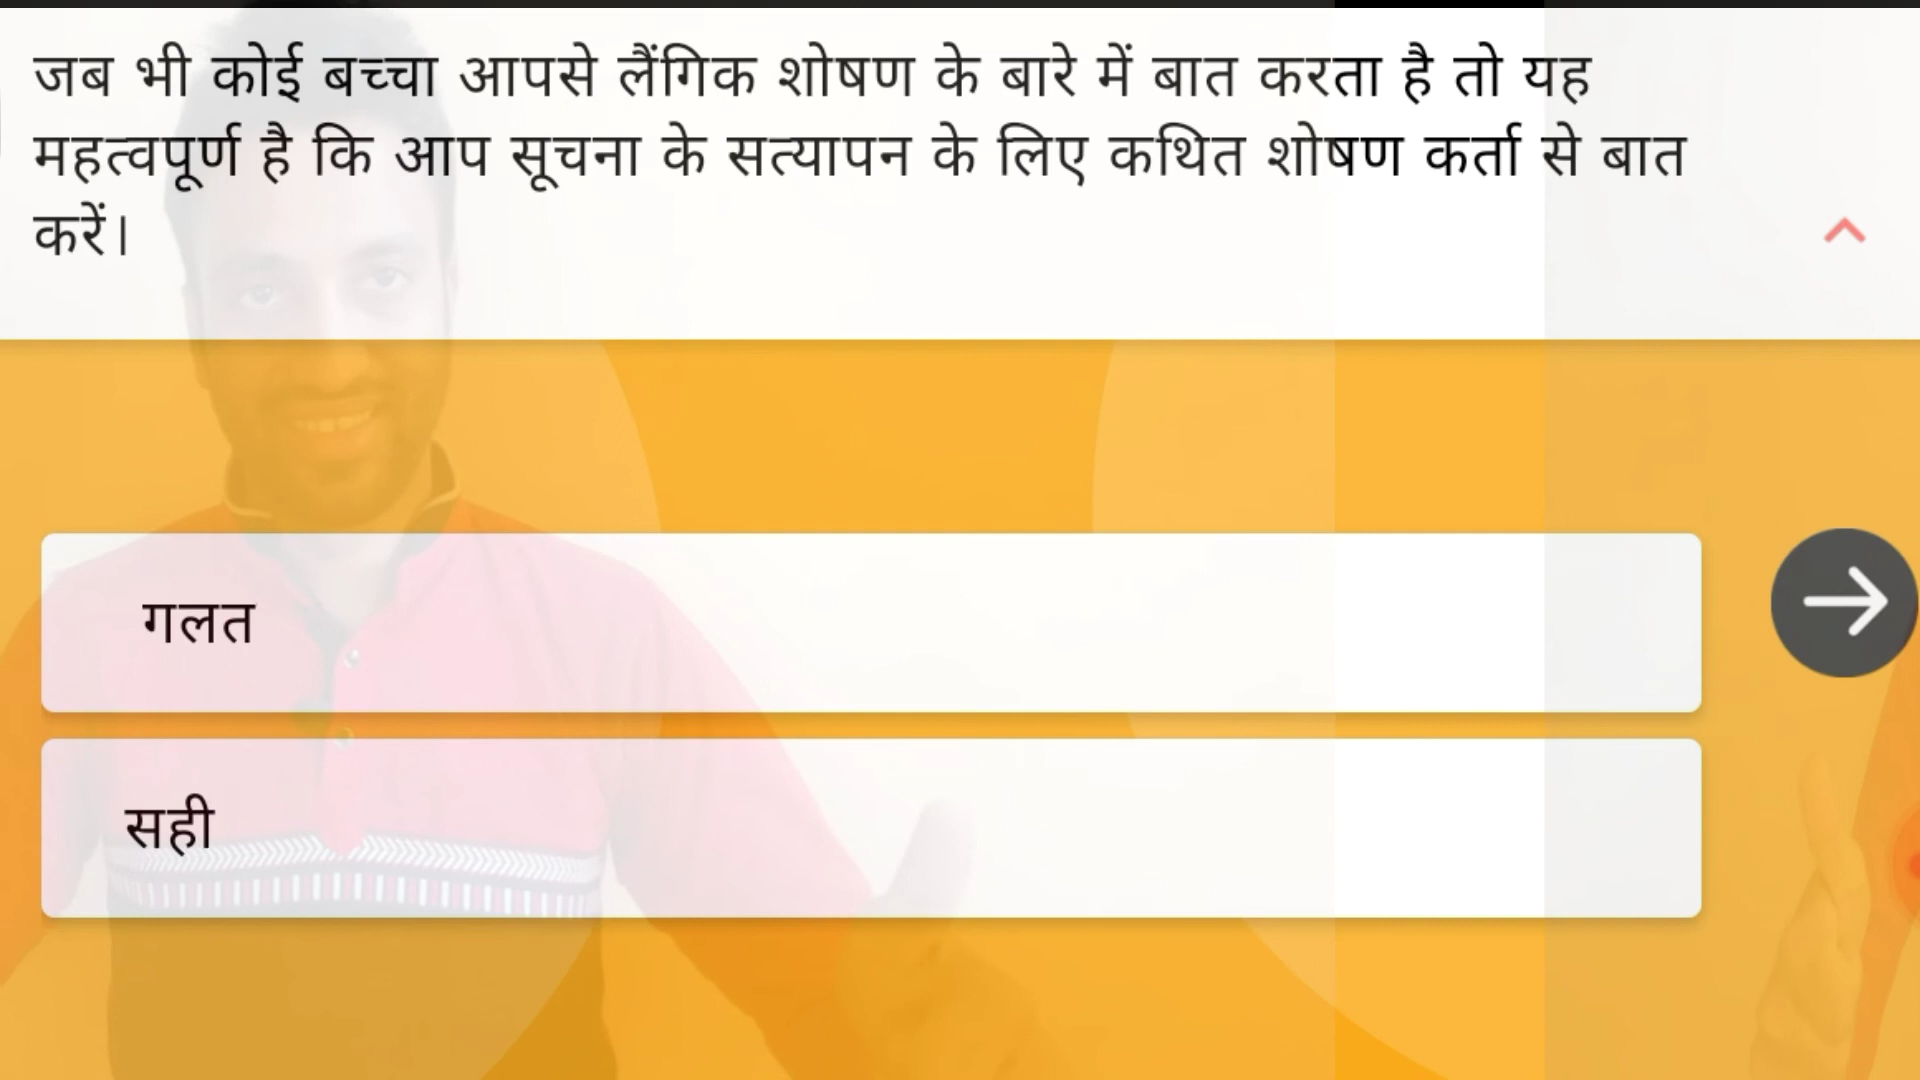 जब भी कोई बच्चा आपसे लैंगिक शोषण के बारे में बात करता है तो यह
महत्वपूर्ण है कि आप सूचना के सत्यापन के लिए कथित शोषण कर्ता से बात
करें।
गलत
सही